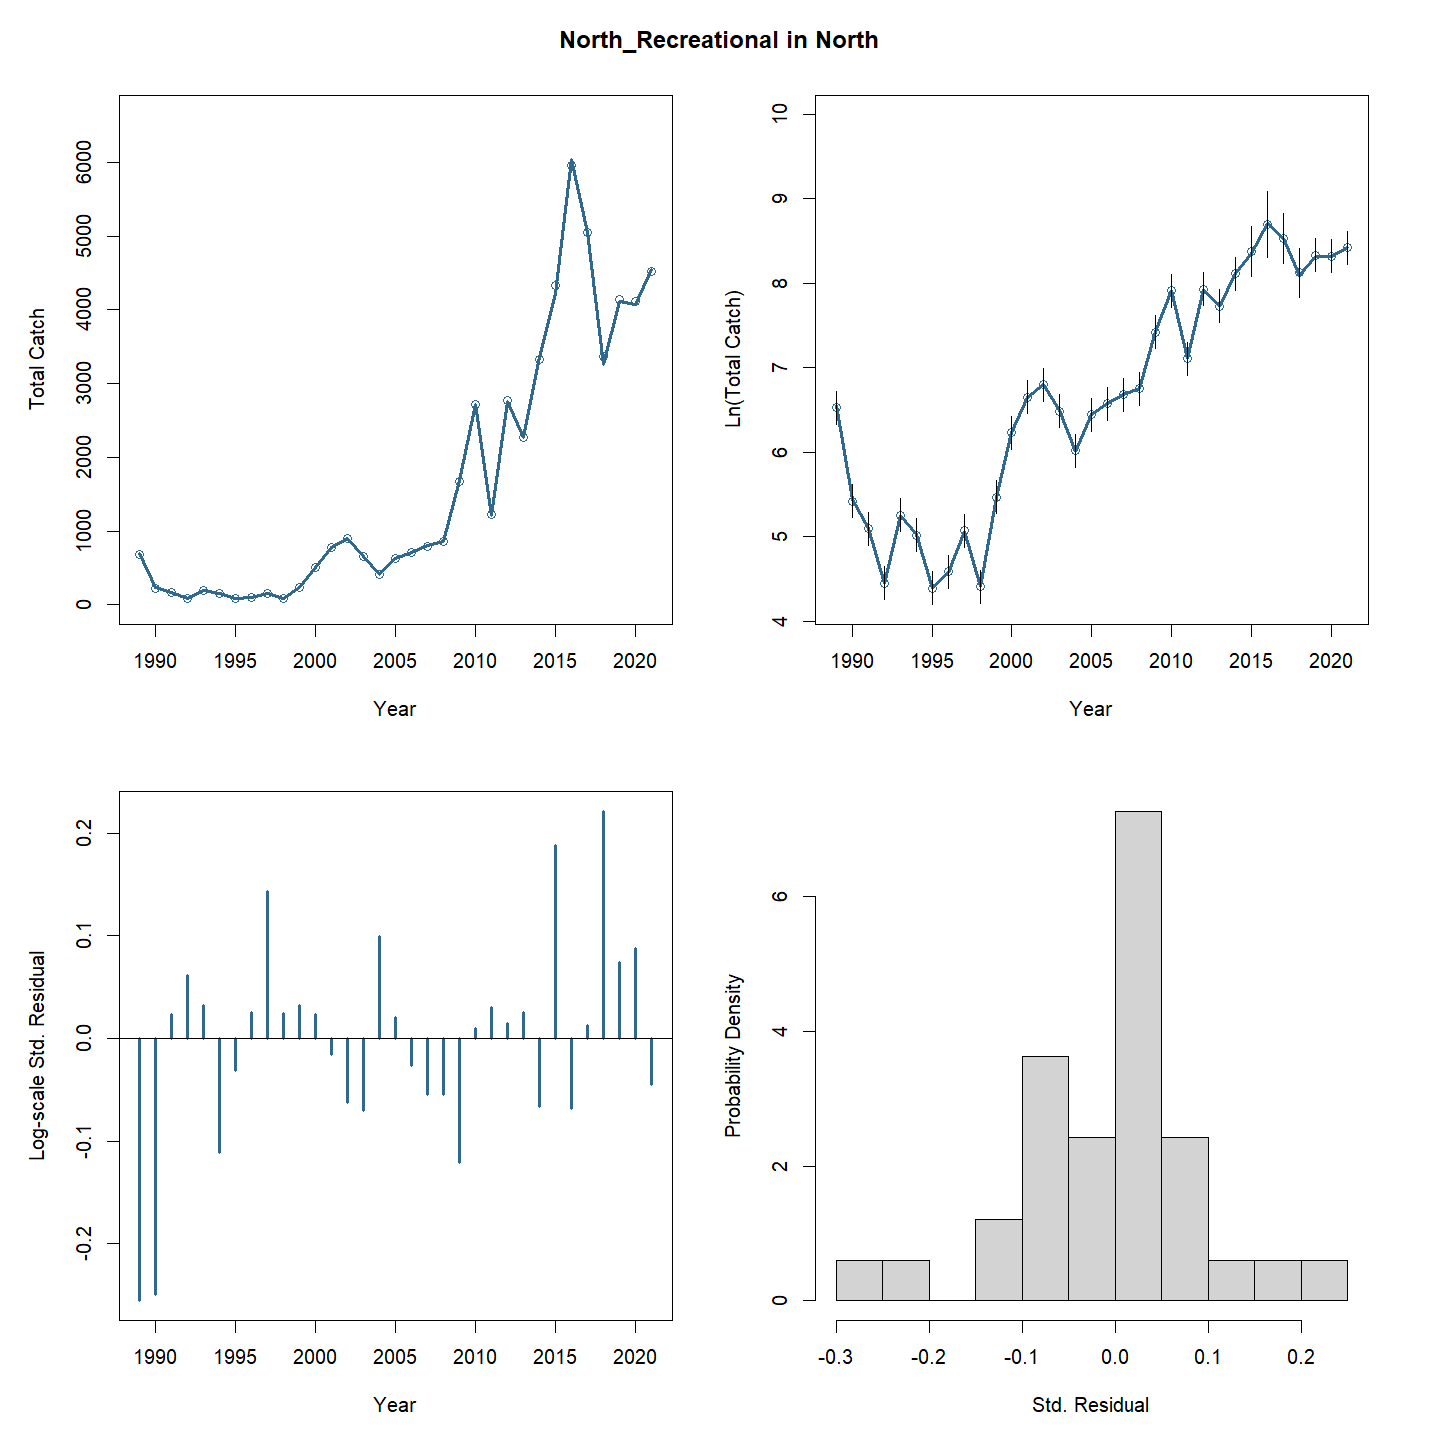 North_Recreational in North
Total Catch
0 1000 2000 3000 4000 5000 6000
1990 1995 2000 2005 2010 2015 2020
Year
Ln(Total Catch)
4 5 6 7 8 9 10
1990 1995 2000 2005 2010 2015 2020
Year
Log-scale Std. Residual
-0.2 -0.1 0.0 0.1 0.2
1990 1995 2000 2005 2010 2015 2020
Year
Probability Density
0 2 4 6
-0.3 -0.2 -0.1 0.0 0.1 0.2
Std. Residual